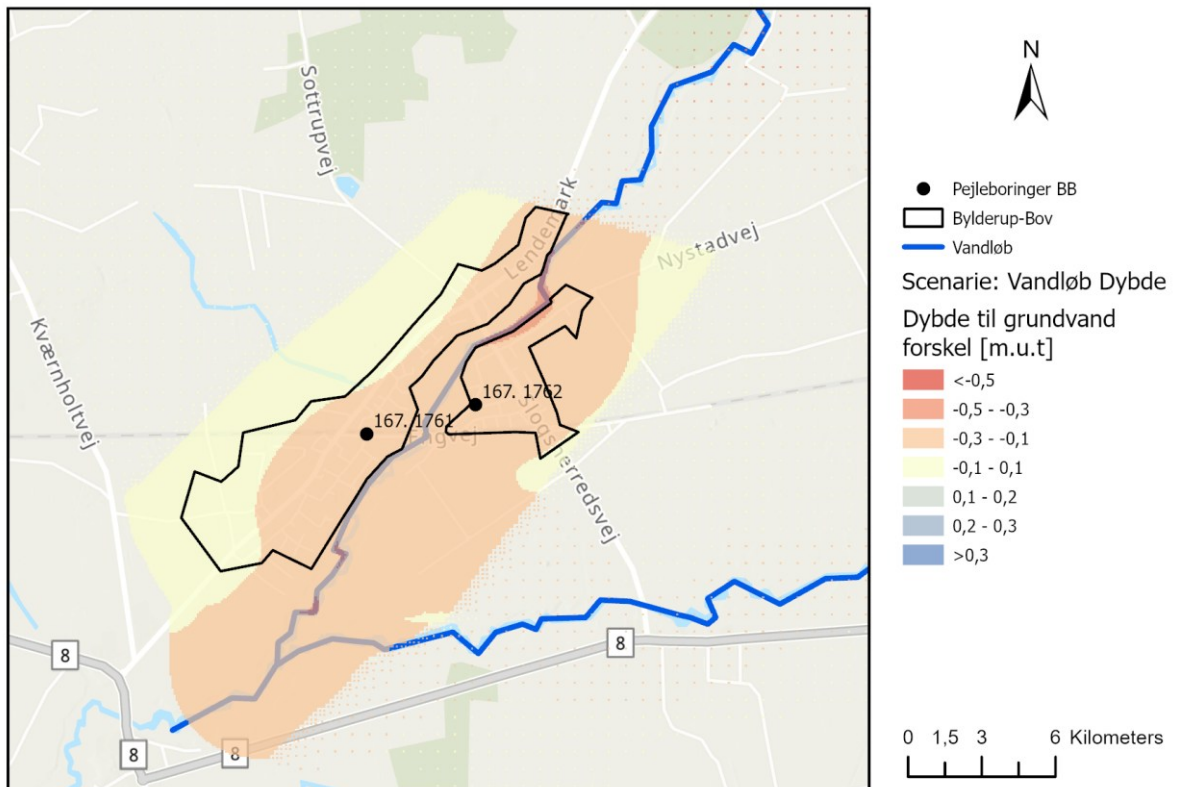 Sottrupvej
Lendemark
Nystadvej
Kværnholtvej
167. 1762
167. 1761
Engvej
Slogsherredsvej
8
8
8
8
N
Pejleboringer BB
Bylderup-Bov
Vandløb
Scenarie: Vandløb Dybde
Dybde til grundvand
forskel [m.u.t]
<-0,5
-0,5 - -0,3
-0,3 - -0,1
-0,1 - 0,1
0,1 - 0,2
0,2 - 0,3
>0,3
0 1,5 3 6 Kilometers